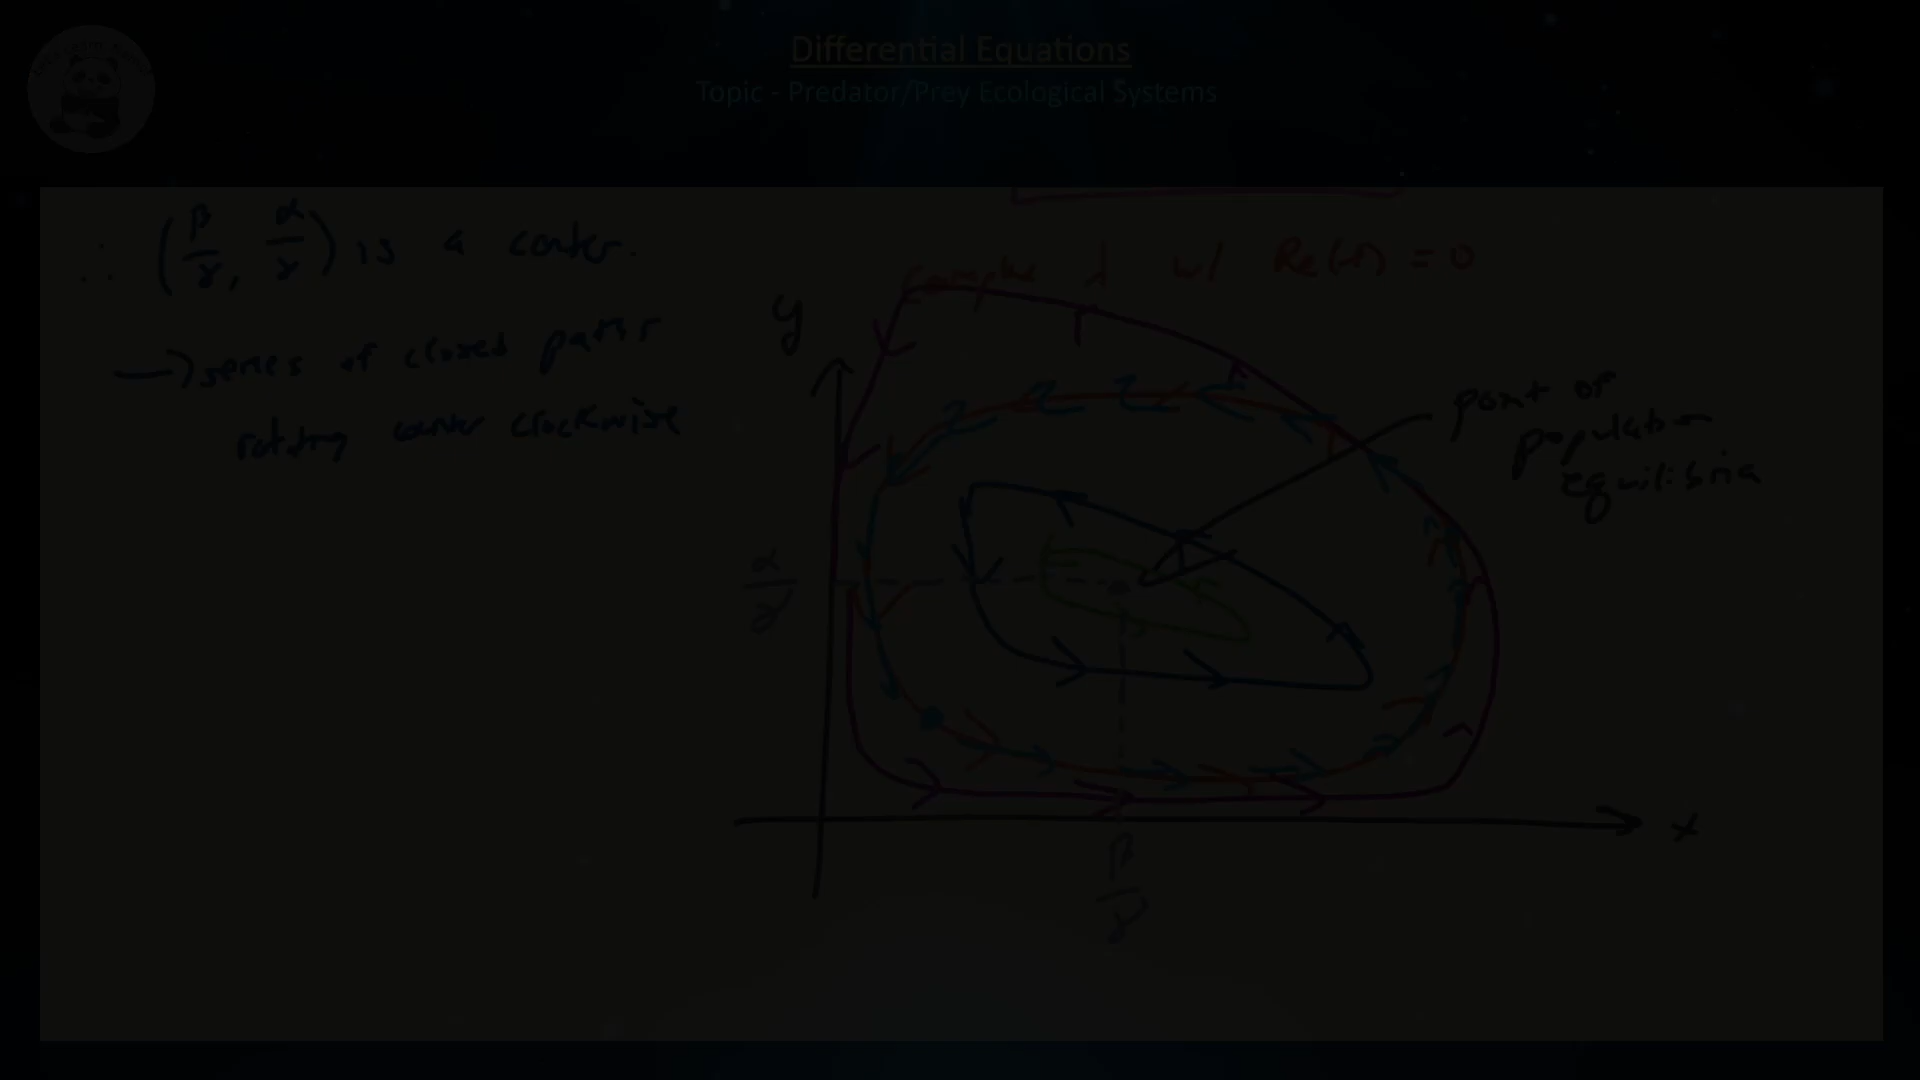 Differential Equations
Topic - Predator/Prey Ecological Systems
∴ (β/γ, α/γ) is a center.
Complex λ w/ Re(λ) = 0
→ series of closed paths
rotating counter clockwise
y
point of
population
equilibria
α/γ
x
β/γ